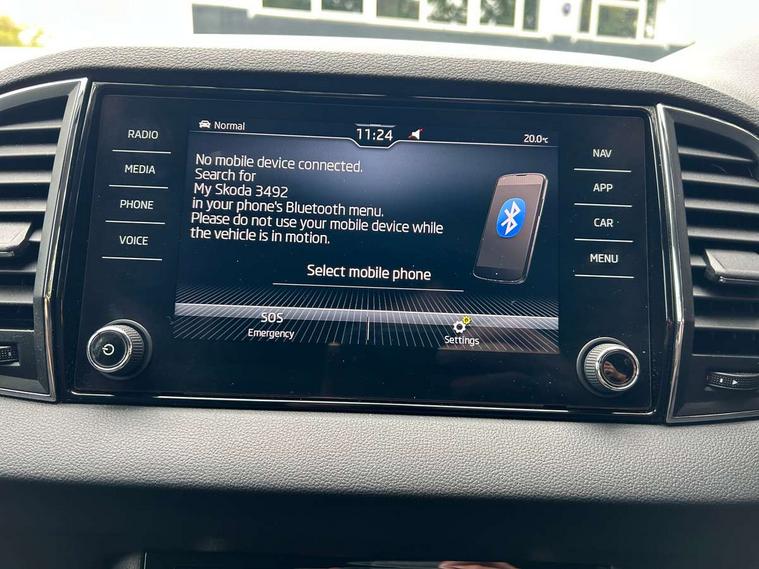 RADIO
MEDIA
PHONE
VOICE
Normal
11:24
20.0°C
No mobile device connected.
Search for
My Skoda 3492
in your phone's Bluetooth menu.
Please do not use your mobile device while
the vehicle is in motion.
Select mobile phone
SOS
Emergency
Settings
NAV
APP
CAR
MENU